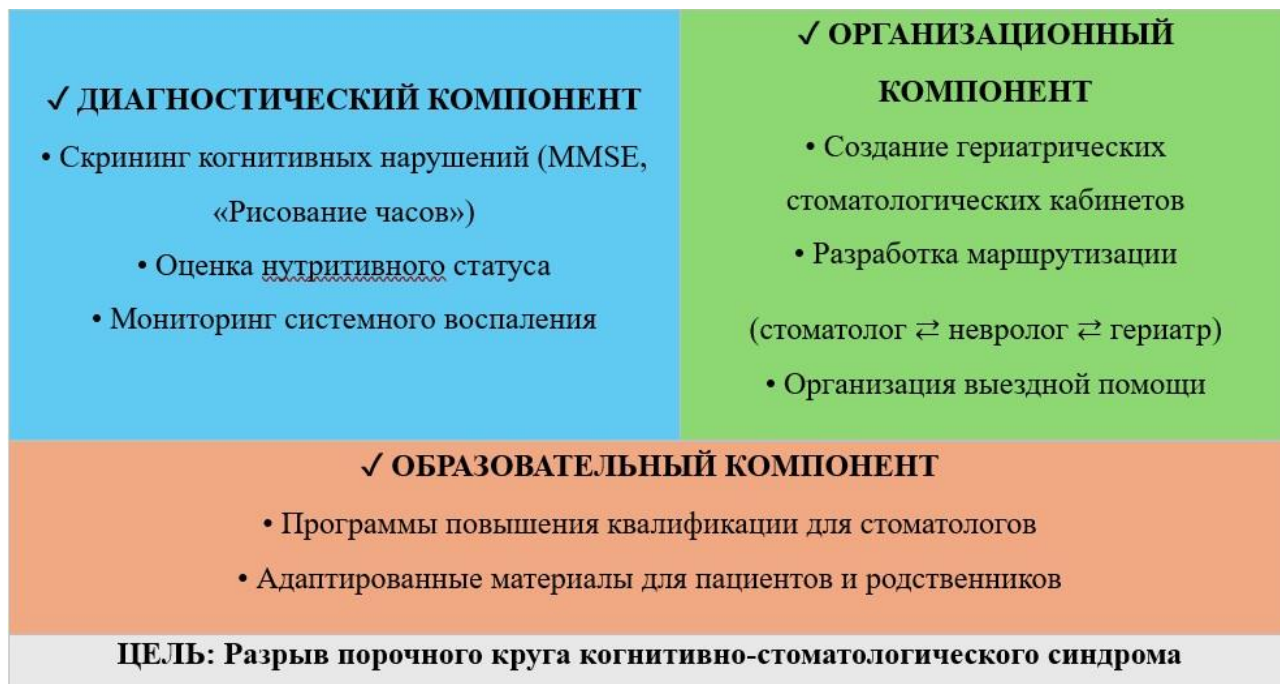 ✓ ДИАГНОСТИЧЕСКИЙ КОМПОНЕНТ
• Скрининг когнитивных нарушений (MMSE,
«Рисование часов»)
• Оценка нутритивного статуса
• Мониторинг системного воспаления
✓ ОРГАНИЗАЦИОННЫЙ
КОМПОНЕНТ
• Создание гериатрических
стоматологических кабинетов
• Разработка маршрутизации
(стоматолог ⇄ невролог ⇄ гериатр)
• Организация выездной помощи
✓ ОБРАЗОВАТЕЛЬНЫЙ КОМПОНЕНТ
• Программы повышения квалификации для стоматологов
• Адаптированные материалы для пациентов и родственников
ЦЕЛЬ: Разрыв порочного круга когнитивно-стоматологического синдрома